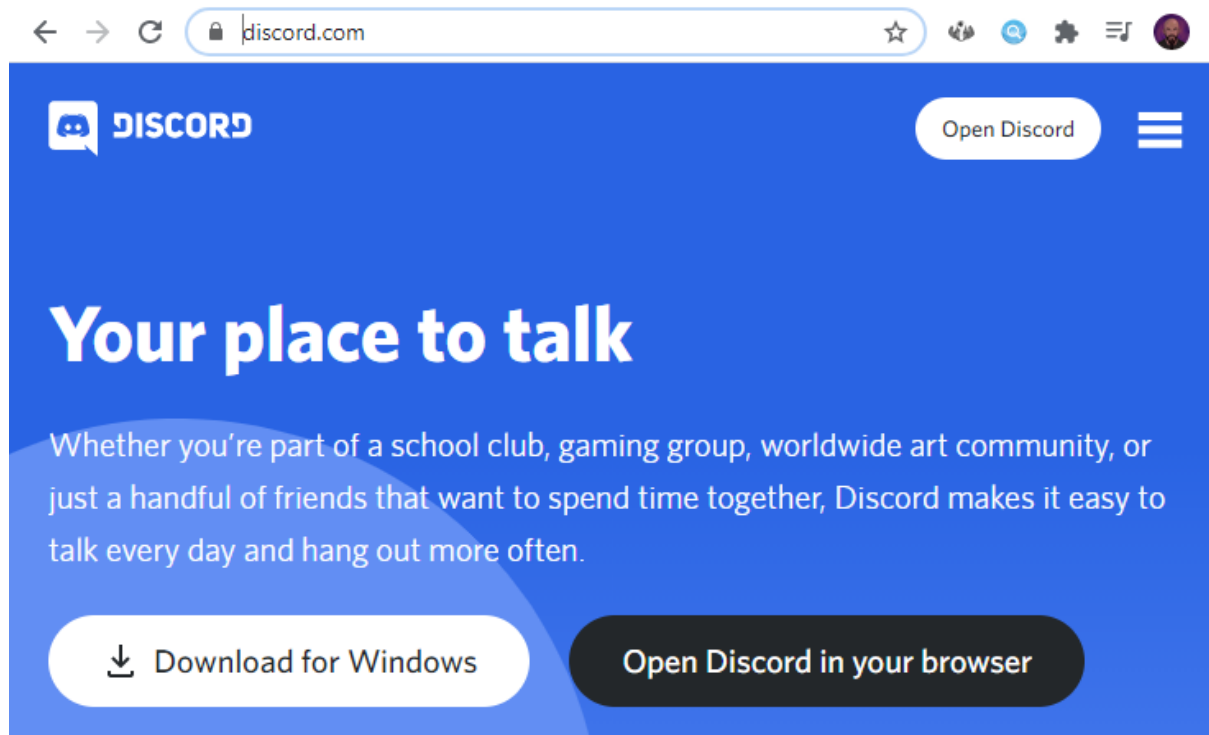 discord.com
DISCORD
Open Discord
Your place to talk
Whether you’re part of a school club, gaming group, worldwide art community, or
just a handful of friends that want to spend time together, Discord makes it easy to
talk every day and hang out more often.
Download for Windows
Open Discord in your browser